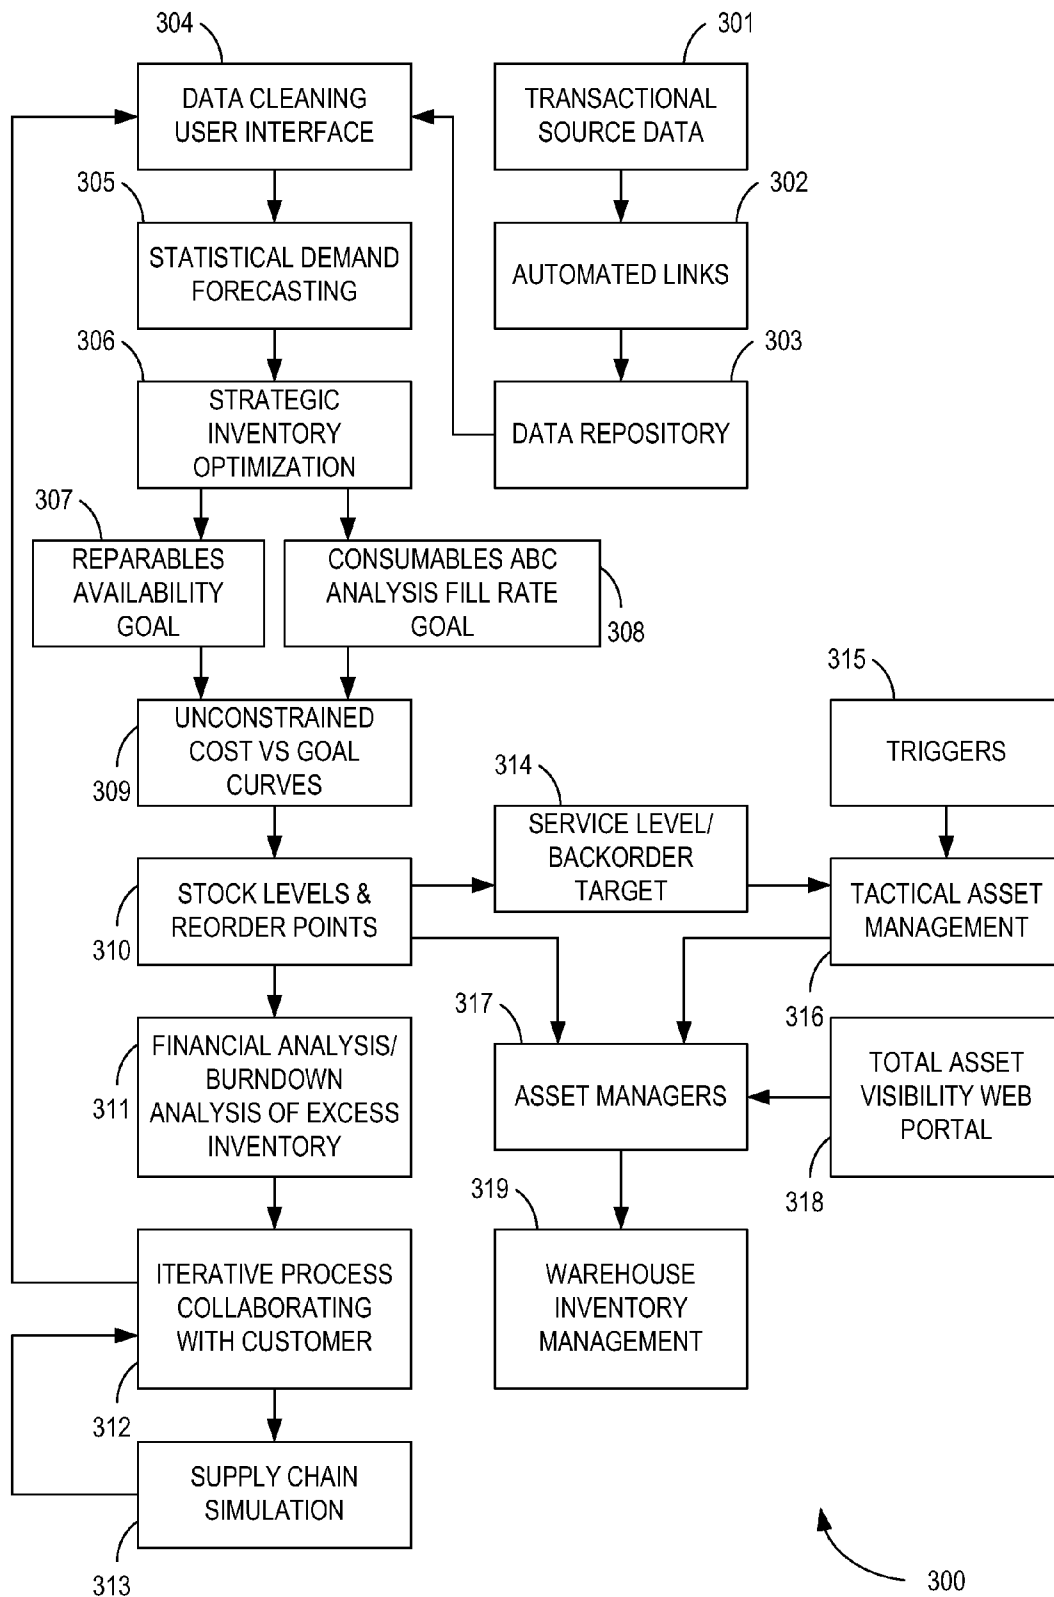 304
301
DATA CLEANING
USER INTERFACE
TRANSACTIONAL
SOURCE DATA
305
302
STATISTICAL DEMAND
FORECASTING
AUTOMATED LINKS
306
303
STRATEGIC
INVENTORY
OPTIMIZATION
DATA REPOSITORY
307
REPARABLES
AVAILABILITY
GOAL
CONSUMABLES ABC
ANALYSIS FILL RATE
GOAL
308
315
UNCONSTRAINED
COST VS GOAL
CURVES
309
314
TRIGGERS
SERVICE LEVEL/
BACKORDER
TARGET
STOCK LEVELS &
REORDER POINTS
310
TACTICAL ASSET
MANAGEMENT
316
317
FINANCIAL ANALYSIS/
BURNDOWN
ANALYSIS OF EXCESS
INVENTORY
311
ASSET MANAGERS
TOTAL ASSET
VISIBILITY WEB
PORTAL
318
319
ITERATIVE PROCESS
COLLABORATING
WITH CUSTOMER
312
WAREHOUSE
INVENTORY
MANAGEMENT
SUPPLY CHAIN
SIMULATION
313
300